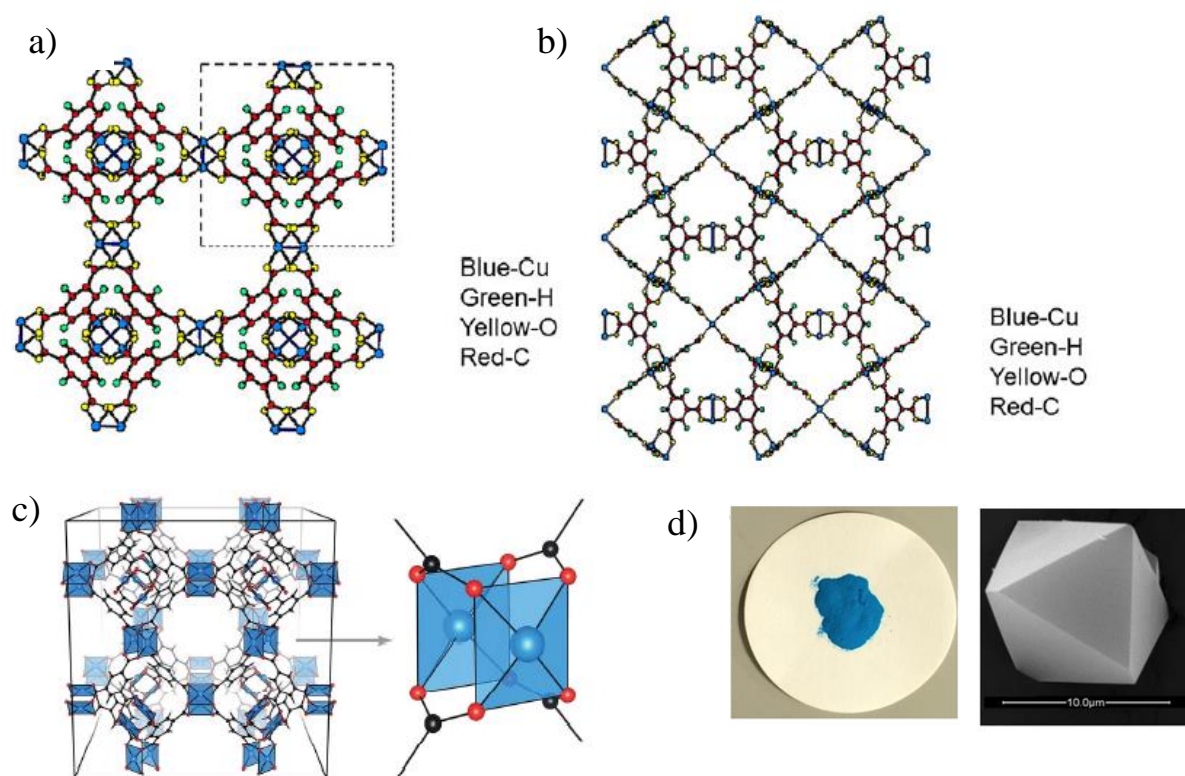 a)
b)
Blue-Cu
Green-H
Yellow-O
Red-C
Blue-Cu
Green-H
Yellow-O
Red-C
c)
d)
10.0µm